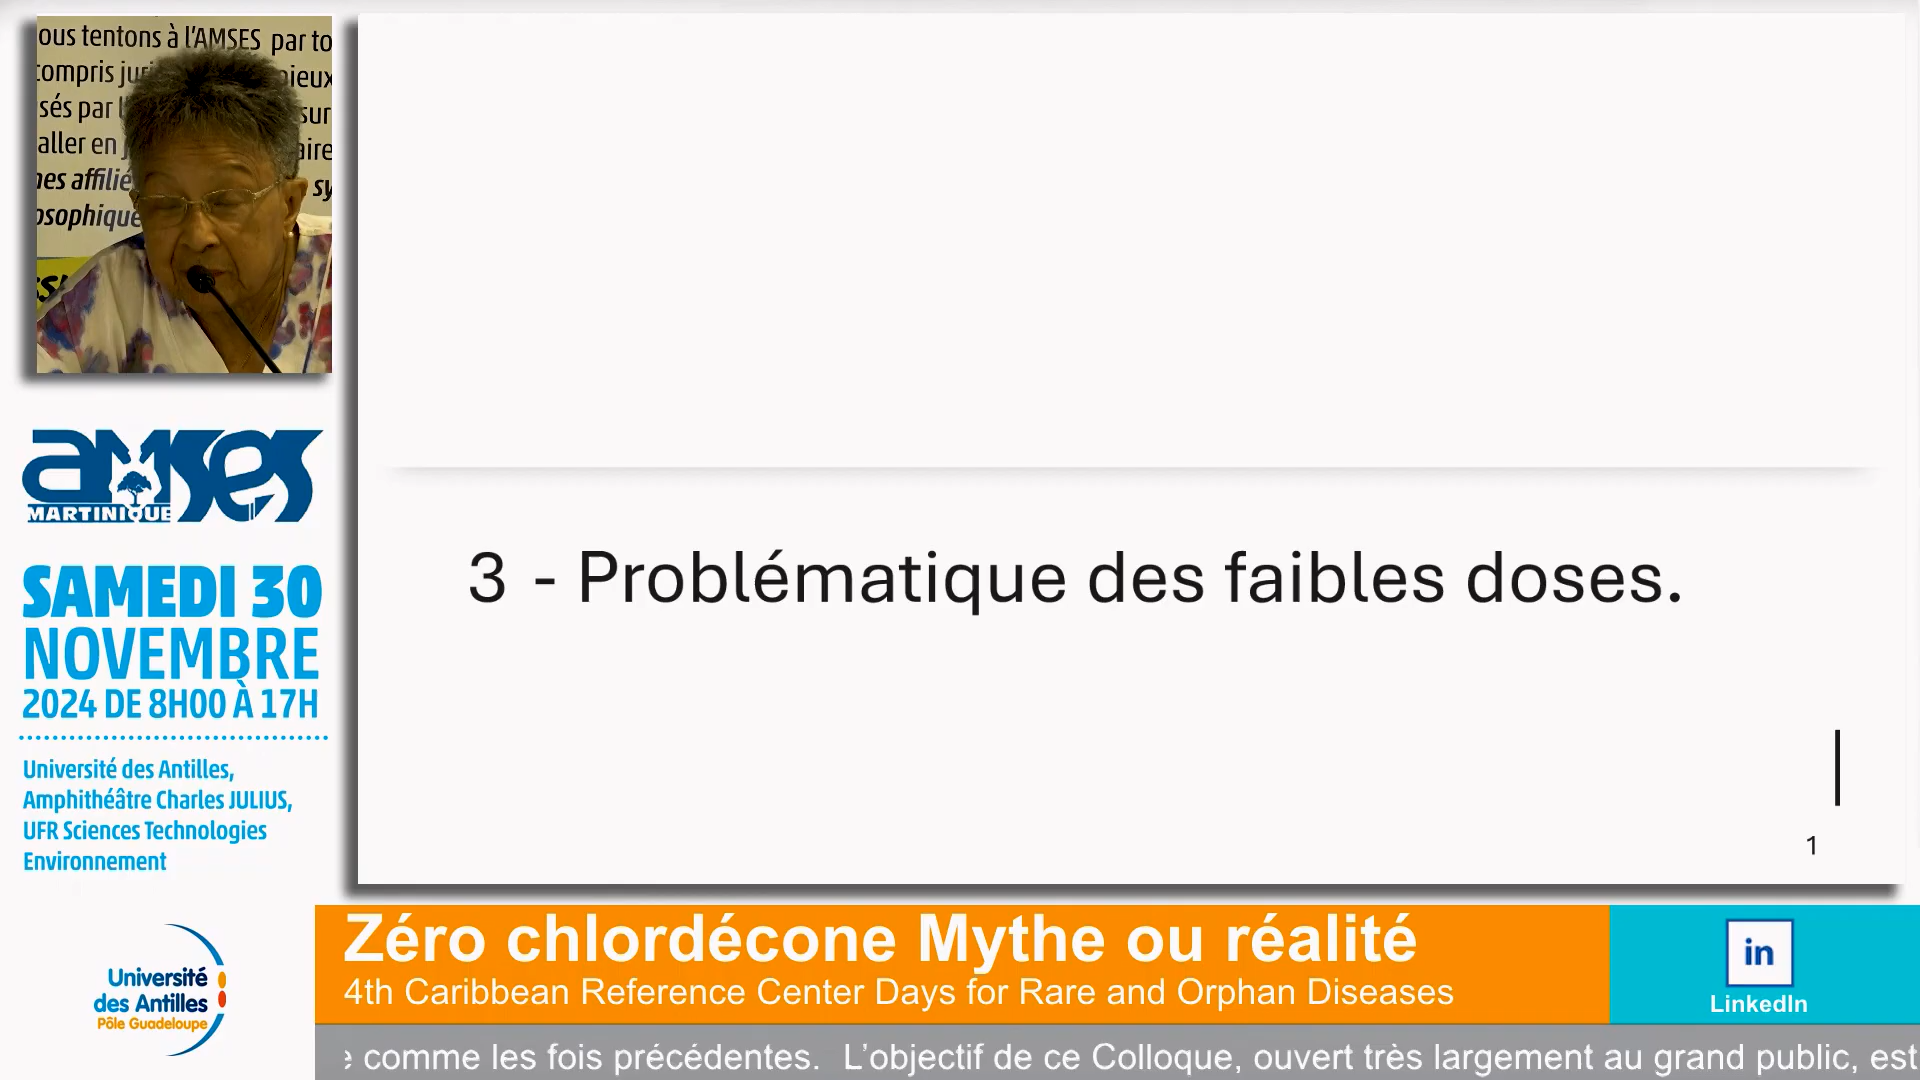 ous tentons à l'AMSES par to
compris juri
nieux
sés par l
sur
aller en j
aire
nes affilié
sy
osophique
amses
MARTINIQUE
SAMEDI 30
NOVEMBRE
2024 DE 8H00 À 17H
Université des Antilles,
Amphithéâtre Charles JULIUS,
UFR Sciences Technologies
Environnement
Université
des Antilles
Pôle Guadeloupe
3 - Problématique des faibles doses.
1
Zéro chlordécone Mythe ou réalité
4th Caribbean Reference Center Days for Rare and Orphan Diseases
in
LinkedIn
comme les fois précédentes. L'objectif de ce Colloque, ouvert très largement au grand public, est